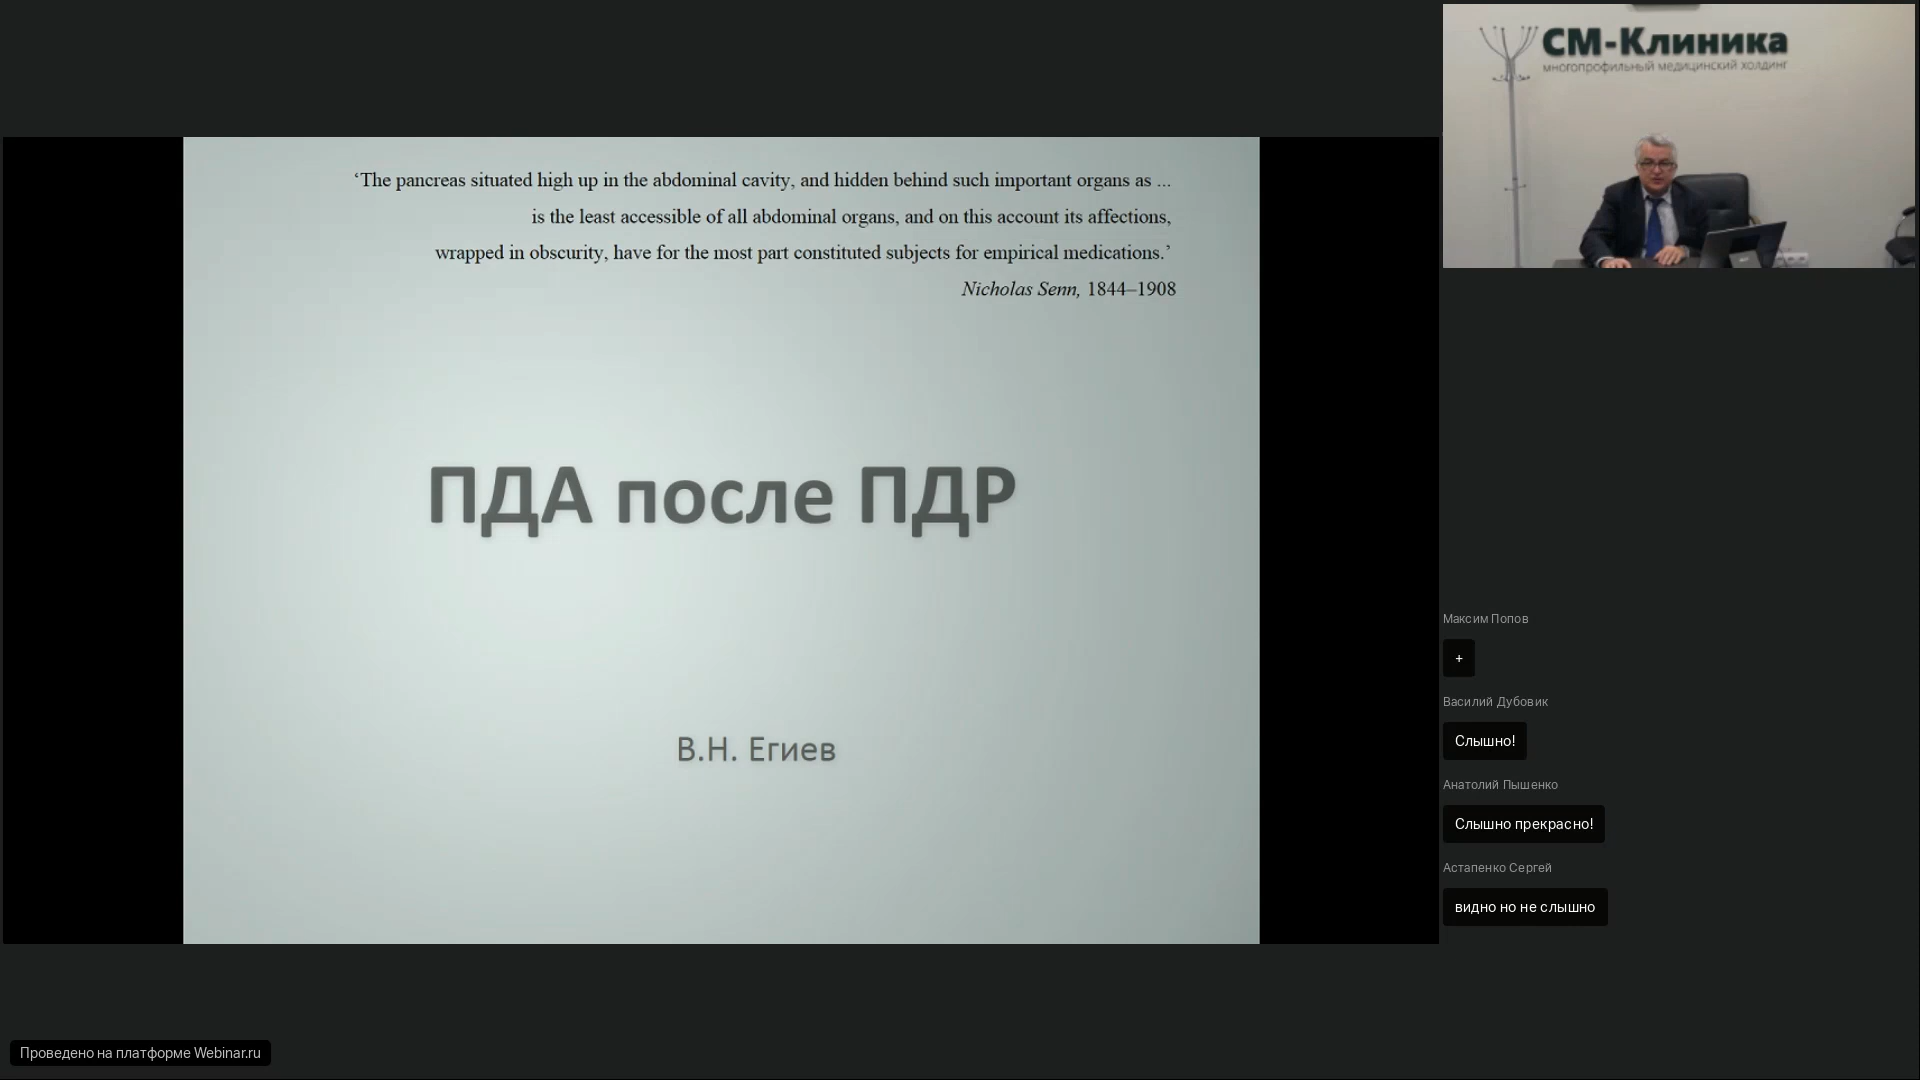 ‘The pancreas situated high up in the abdominal cavity, and hidden behind such important organs as ...
is the least accessible of all abdominal organs, and on this account its affections,
wrapped in obscurity, have for the most part constituted subjects for empirical medications.’
Nicholas Senn, 1844–1908
ПДА после ПДР
В.Н. Егиев
СМ-Клиника
многопрофильный медицинский холдинг
Максим Попов
+
Василий Дубовик
Слышно!
Анатолий Пышенко
Слышно прекрасно!
Астапенко Сергей
видно но не слышно
Проведено на платформе Webinar.ru